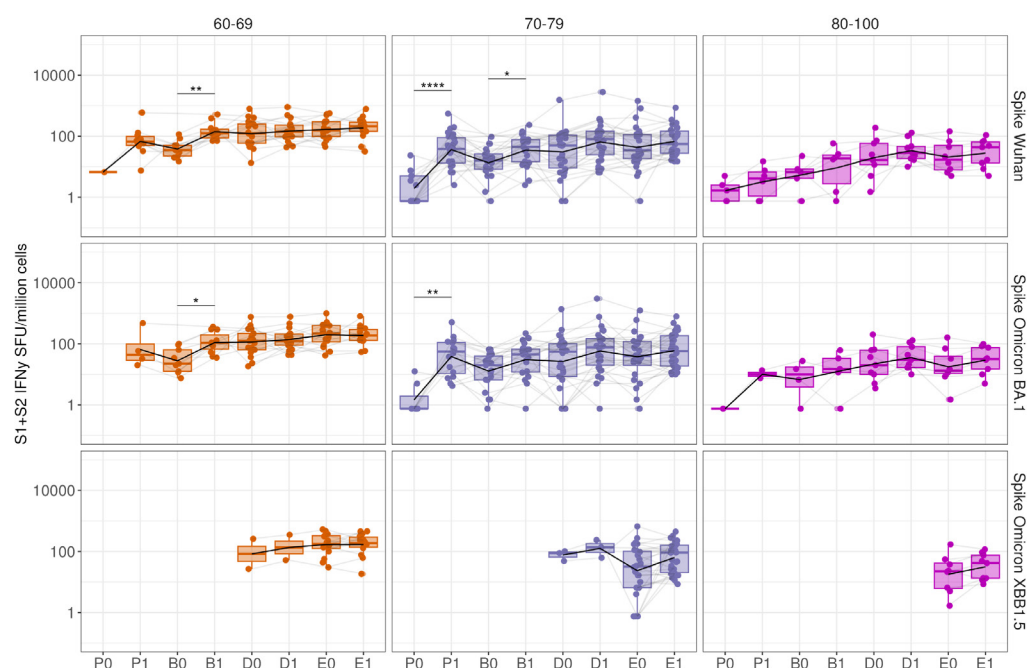 60-69 70-79 80-100
S1+S2 IFNy SFU/million cells
10000
100
1
** **** *
Spike Wuhan
10000
100
1
* **
Spike Omicron BA.1
10000
100
1
Spike Omicron XBB1.5
P0 P1 B0 B1 D0 D1 E0 E1 P0 P1 B0 B1 D0 D1 E0 E1 P0 P1 B0 B1 D0 D1 E0 E1